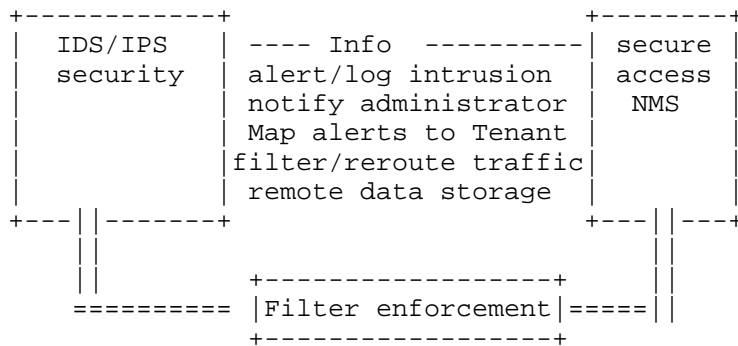 +------------+                        +--------+
|  IDS/IPS   | ---- Info  ----------| secure |
|  security  | alert/log intrusion  | access |
|            | notify administrator |  NMS   |
|            | Map alerts to Tenant |        |
|            |filter/reroute traffic|        |
|            | remote data storage  |        |
+---||-------+                        +---||---+
||                                    ||
||         +------------------+     ||
========== |Filter enforcement|=====||
+------------------+